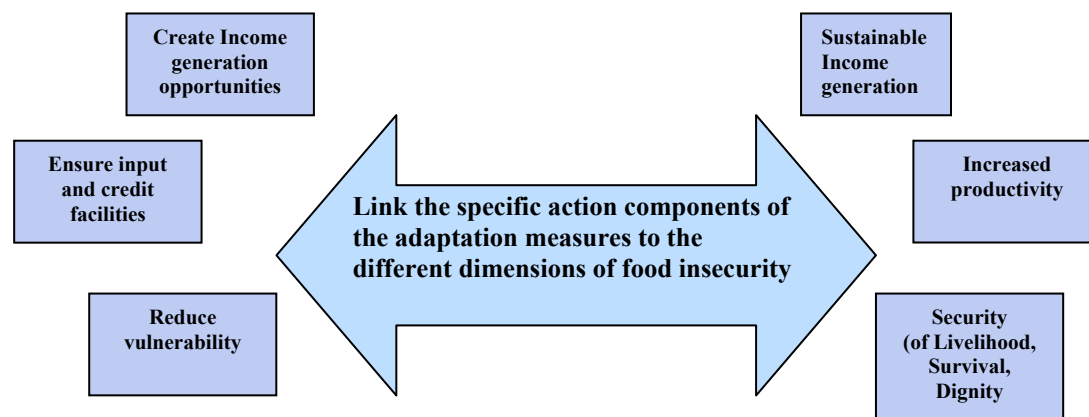 Create Income
generation
opportunities
Sustainable
Income
generation
Ensure input
and credit
facilities
Increased
productivity
Link the specific action components of
the adaptation measures to the
different dimensions of food insecurity
Reduce
vulnerability
Security
(of Livelihood,
Survival,
Dignity